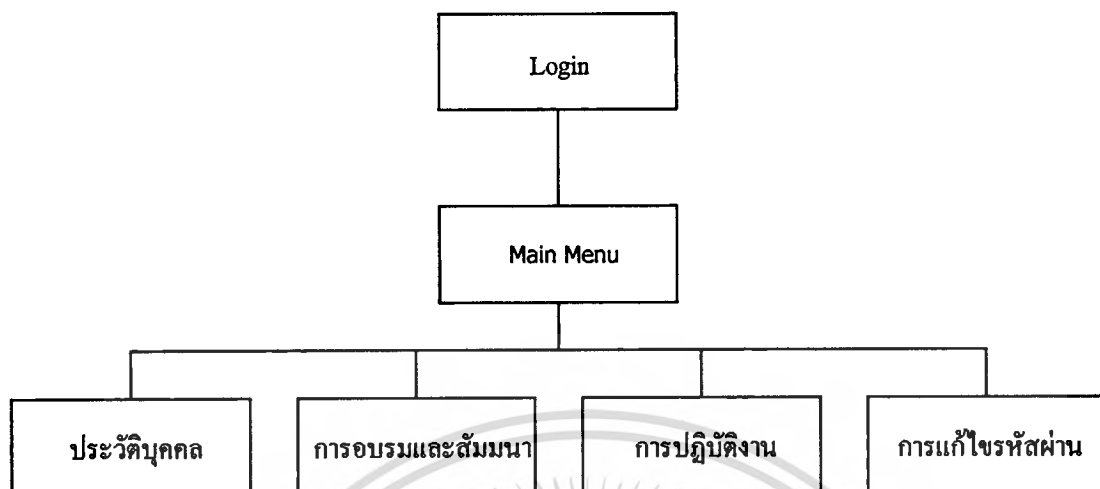 Login
Main Menu
ประวัติบุคคล
การอบรมและสัมมนา
การปฏิบัติงาน
การแก้ไขรหัสผ่าน